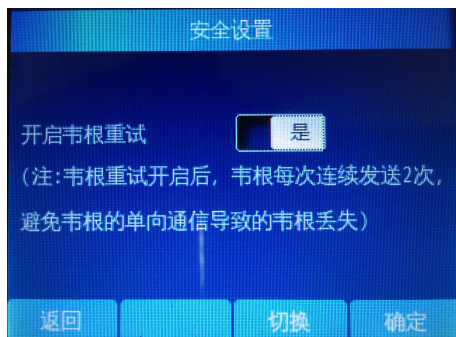 安全设置
开启韦根重试 是
(注:韦根重试开启后，韦根每次连续发送2次，
避免韦根的单向通信导致的韦根丢失)
返回 切换 确定